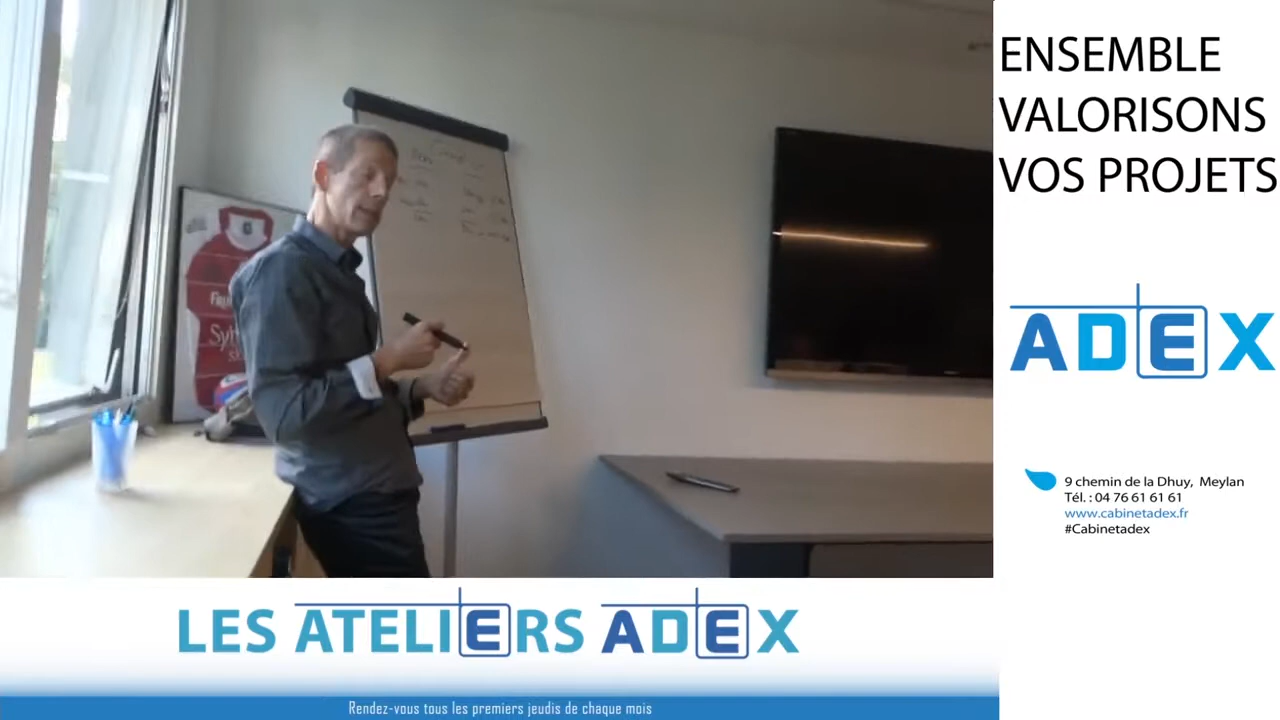 ENSEMBLE
VALORISONS
VOS PROJETS
ADEX
9 chemin de la Dhuy, Meylan
Tél. : 04 76 61 61 61
www.cabinetadex.fr
#Cabinetadex
LES ATELIERS ADEX
Rendez-vous tous les premiers jeudis de chaque mois